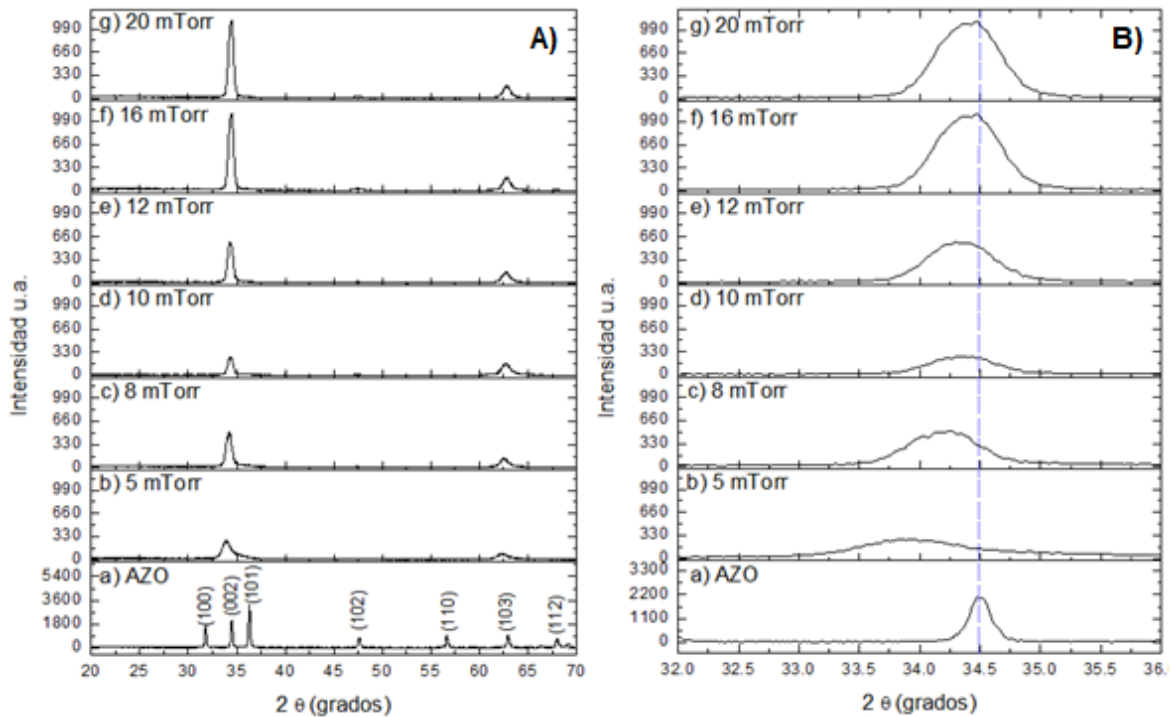 A)
g) 20 mTorr
990
660
330
0
f) 16 mTorr
990
660
330
0
e) 12 mTorr
990
660
330
0
d) 10 mTorr
990
660
330
0
c) 8 mTorr
990
660
330
0
b) 5 mTorr
990
660
330
0
a) AZO
5400
3600
1800
0
(100)
(002)
(101)
(102)
(110)
(103)
(112)
20 25 30 35 40 45 50 55 60 65 70
2 θ (grados)
Intensidad u.a.
B)
g) 20 mTorr
990
660
330
0
f) 16 mTorr
990
660
330
0
e) 12 mTorr
990
660
330
0
d) 10 mTorr
990
660
330
0
c) 8 mTorr
990
660
330
0
b) 5 mTorr
990
660
330
0
a) AZO
3300
2200
1100
0
32.0 32.5 33.0 33.5 34.0 34.5 35.0 35.5 36.
2 θ (grados)
Intensidad u.a.